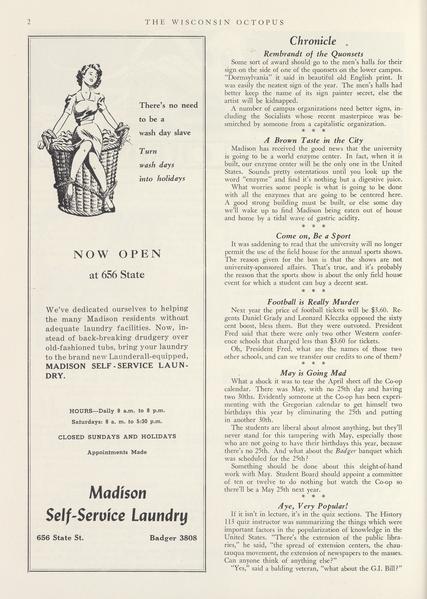 2
THE WISCONSIN OCTOPUS
There's no need
to be a
wash day slave
Turn
wash days
into holidays
NOW OPEN
at 656 State
We've dedicated ourselves to helping
the many Madison residents without
adequate laundry facilities. Now, in-
stead of back-breaking drudgery over
old-fashioned tubs, bring your laundry
to the brand new Launderall-equipped,
MADISON SELF-SERVICE LAUN-
DRY.
HOURS—Daily 8 a.m. to 8 p.m.
Saturdays: 8 a. m. to 5:30 p.m.
CLOSED SUNDAYS AND HOLIDAYS
Appointments Made
Madison
Self-Service Laundry
656 State St. Badger 3808
Chronicle
Rembrandt of the Quonsets
Some sort of award should go to the men's halls for their
sign on the side of one of the quonsets on the lower campus.
"Dormsylvania" it said in beautiful old English print. It
was easily the neatest sign of the year. The men's halls had
better keep the name of its sign painter secret, else the
artist will be kidnapped.
A number of campus organizations need better signs, in-
cluding the Socialists whose recent masterpiece was be-
smirched by someone from a capitalistic organization.
* * *
A Brown Taste in the City
Madison has received the good news that the university
is going to be a world enzyme center. In fact, when it is
built, our enzyme center will be the only one in the United
States. Sounds pretty ostentatious until you look up the
word "enzyme" and find it's nothing but a digestive juice.
What worries some people is what is going to be done
with all the enzymes that are going to be centered here.
A good strong building must be built, or else some day
we'll wake up to find Madison being eaten out of house
and home by a tidal wave of gastric acidity.
* * *
Come on, Be a Sport
It was saddening to read that the university will no longer
permit the use of the field house for the annual sports shows.
The reason given for the ban is that the shows are not
university-sponsored affairs. That's true, and it's probably
the reason that the sports show is about the only field house
event for which a student can buy a decent seat.
* * *
Football is Really Murder
Next year the price of football tickets will be $3.60. Re-
gents Daniel Grady and Leonard Kleczka opposed the sixty
cent boost, bless them. But they were outvoted. President
Fred said that there were only two other Western confer-
ence schools that charged less than $3.60 for tickets.
Oh, President Fred, what are the names of those two
other schools, and can we transfer our credits to one of them?
* * *
May is Going Mad
What a shock it was to tear the April sheet off the Co-op
calendar. There was May, with no 25th day and having
two 30ths. Evidently someone at the Co-op has been experi-
menting with the Gregorian calendar to get himself two
birthdays this year by eliminating the 25th and putting
in another 30th.
The students are liberal about almost anything, but they'll
never stand for this tampering with May, especially those
who are not going to have their birthdays this year, because
there's no 25th. And what about the Badger banquet which
was scheduled for the 25th?
Something should be done about this sleight-of-hand
work with May. Student Board should appoint a committee
of ten or twelve to do nothing but watch the Co-op so
there'll be a May 25th next year.
* * *
Aye, Very Popular!
If it isn't in lecture, it's in the quiz sections. The History
113 quiz instructor was summarizing the things which were
important factors in the popularization of knowledge in the
United States. "There's the extension of the public libra-
ries," he said, "the spread of extension centers, the chau-
tauqua movement, the extension of newspapers to the masses.
Can anyone think of anything else?"
"Yes," said a balding veteran, "what about the G.I. Bill?"